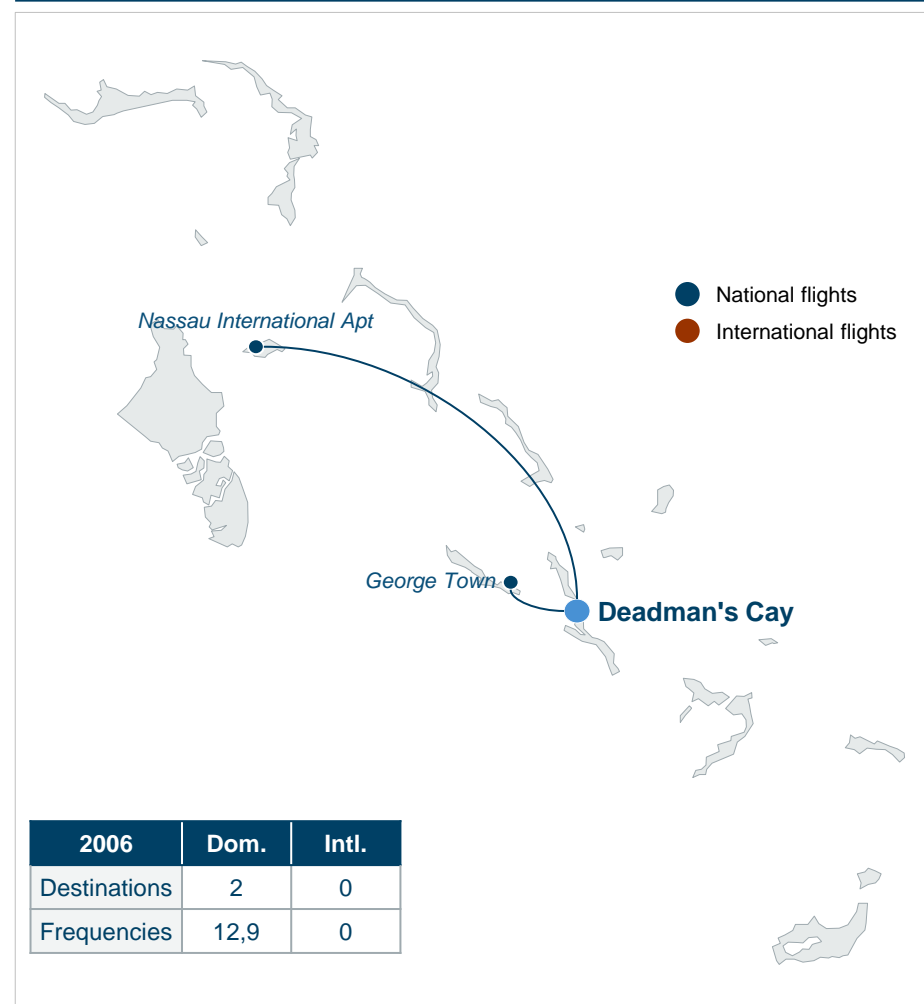 Nassau International Apt
National flights
International flights
George Town
Deadman's Cay
2006 Dom. Intl.
Destinations 2 0
Frequencies 12,9 0